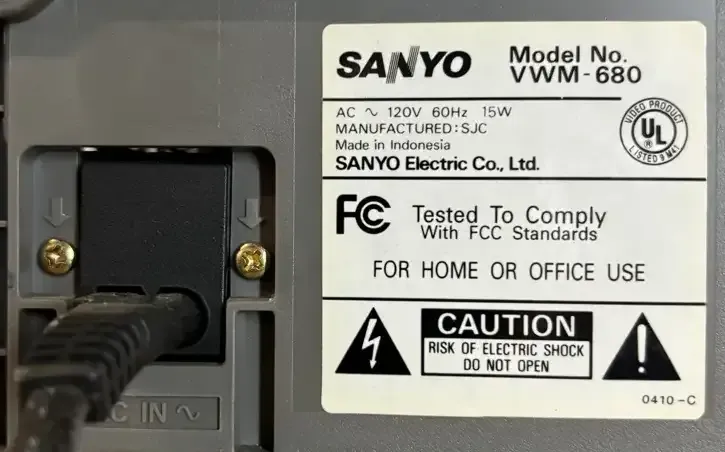 SANYO
Model No.
VWM-680
AC ∿ 120V 60Hz 15W
MANUFACTURED:SJC
Made in Indonesia
SANYO Electric Co., Ltd.
VIDEO PRODUCT
UL
®
LISTED 9M41
FC
Tested To Comply
With FCC Standards
FOR HOME OR OFFICE USE
CAUTION
RISK OF ELECTRIC SHOCK
DO NOT OPEN
0410-C
C IN ∿